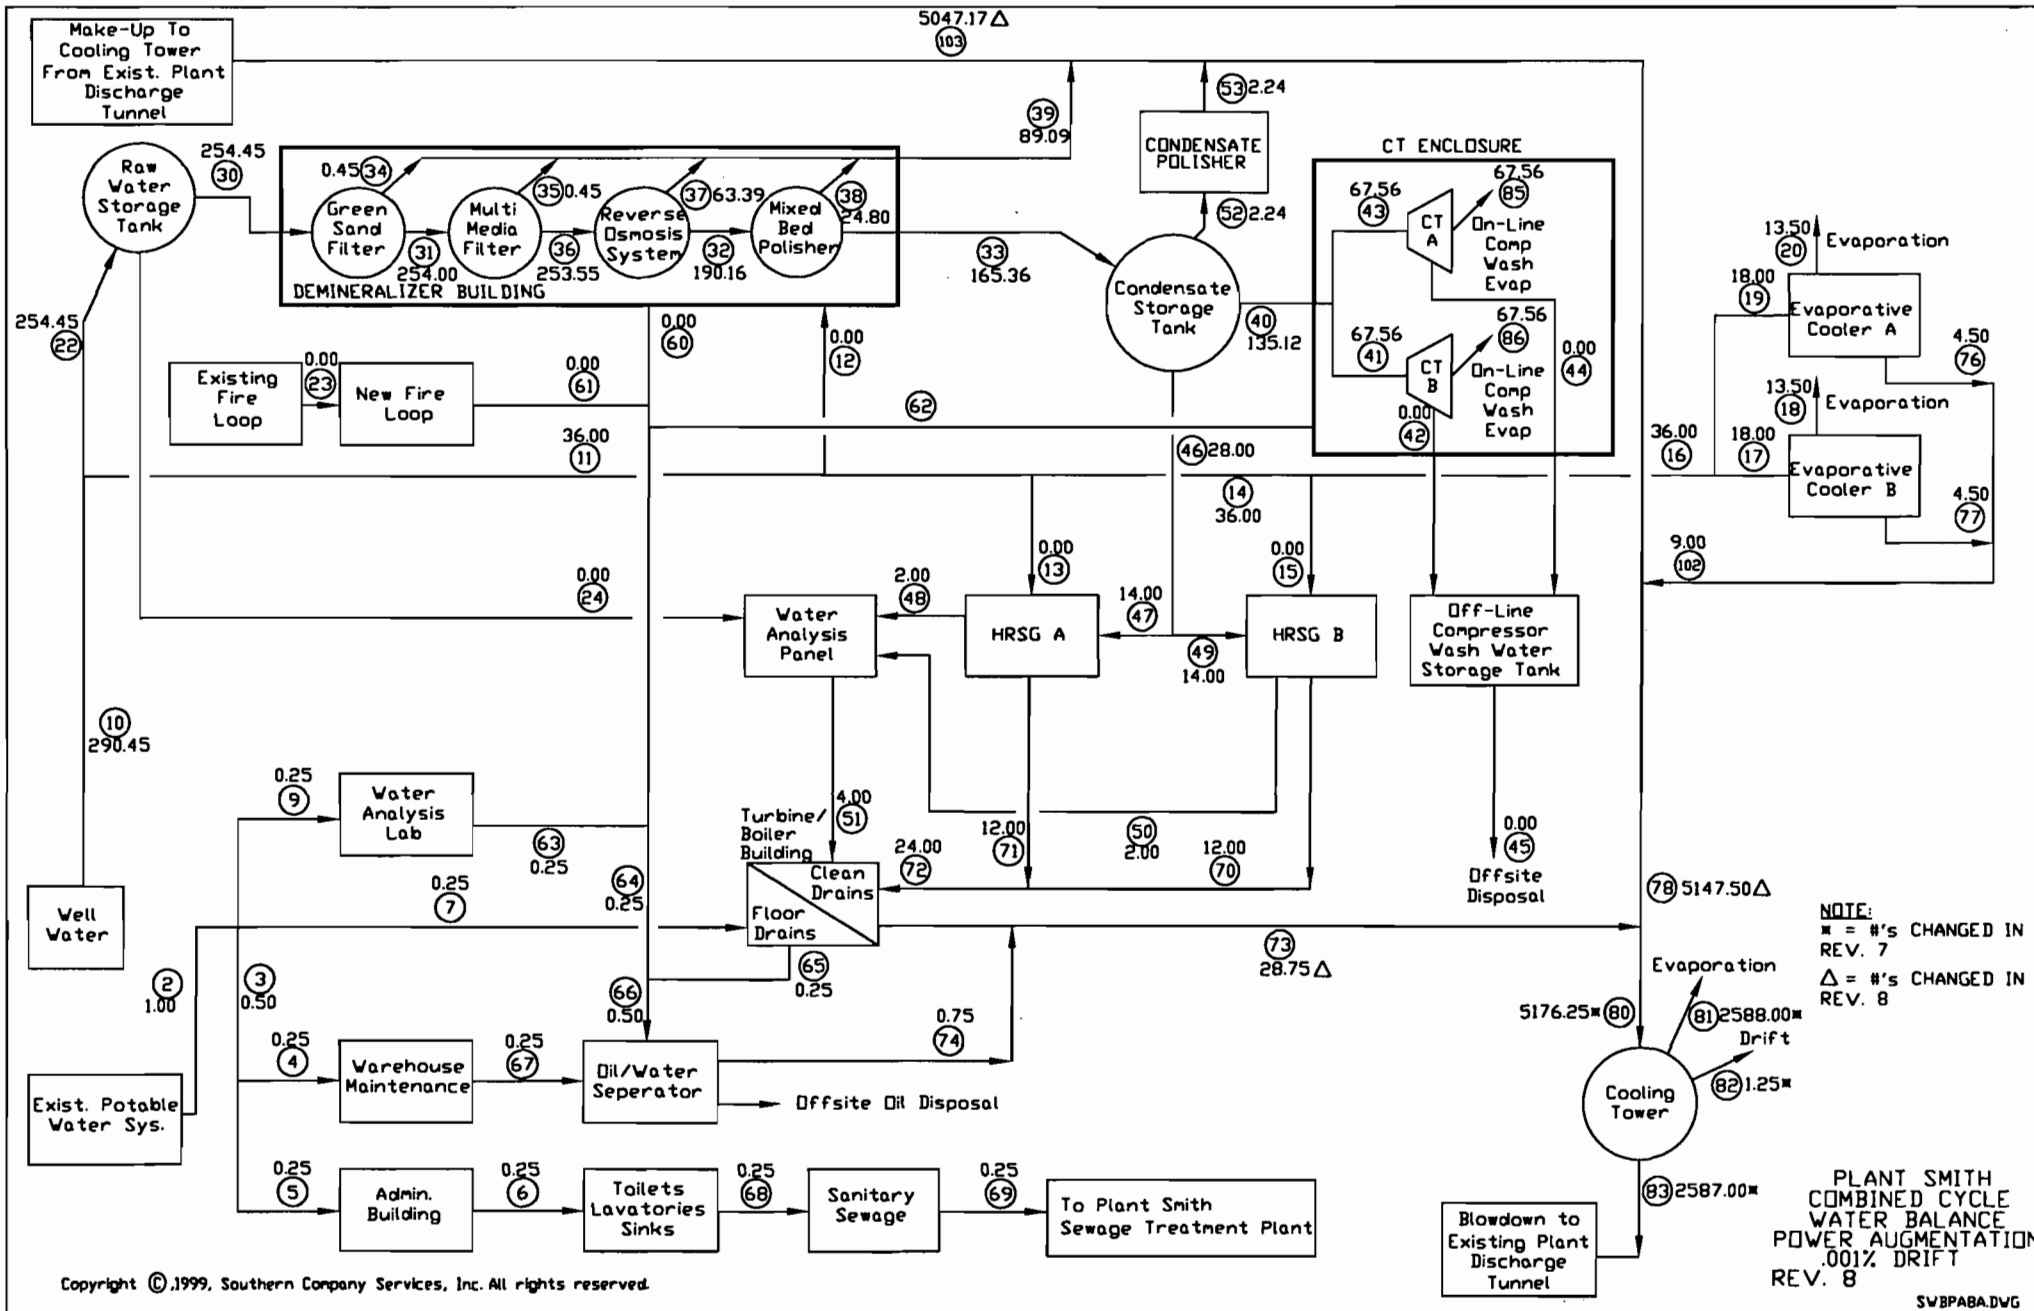 Make-Up To
Cooling Tower
From Exist. Plant
Discharge
Tunnel
5047.17△
103
Raw
Water
Storage
Tank
254.45
30
0.45 34
35 0.45
37 63.39
38
24.80
39
89.09
Green
Sand
Filter
31
254.00
Multi
Media
Filter
36
253.55
Reverse
Osmosis
System
32
190.16
Mixed
Bed
Polisher
DEMINERALIZER BUILDING
33
165.36
53 2.24
CONDENSATE
POLISHER
52 2.24
Condensate
Storage
Tank
40
135.12
CT ENCLOSURE
67.56
43
CT
A
67.56
85
On-Line
Comp
Wash
Evap
67.56
41
CT
B
67.56
86
On-Line
Comp
Wash
Evap
0.00
42
0.00
44
13.50
20
Evaporation
18.00
19
Evaporative
Cooler A
4.50
76
13.50
18
Evaporation
36.00
16
18.00
17
Evaporative
Cooler B
4.50
77
9.00
102
254.45
22
Existing
Fire
Loop
0.00
23
New Fire
Loop
0.00
61
0.00
60
0.00
12
62
36.00
11
46 28.00
14
36.00
0.00
24
Water
Analysis
Panel
2.00
48
0.00
13
HRSG A
14.00
47
49
14.00
0.00
15
HRSG B
Off-Line
Compressor
Wash Water
Storage Tank
0.00
45
Offsite
Disposal
10
290.45
0.25
9
Water
Analysis
Lab
63
0.25
Turbine/
Boiler
Building
4.00
51
Clean
Drains
Floor
Drains
24.00
72
12.00
71
50
2.00
12.00
70
Well
Water
0.25
7
64
0.25
65
0.25
73
28.75△
78 5147.50△
NOTE:
* = #'s CHANGED IN
REV. 7
△ = #'s CHANGED IN
REV. 8
2
1.00
3
0.50
66
0.50
0.75
74
0.25
4
Warehouse
Maintenance
0.25
67
Oil/Water
Seperator
Offsite Oil Disposal
Exist. Potable
Water Sys.
0.25
5
Admin.
Building
0.25
6
Toilets
Lavatories
Sinks
0.25
68
Sanitary
Sewage
0.25
69
To Plant Smith
Sewage Treatment Plant
5176.25* 80
Evaporation
81 2588.00*
Drift
82 1.25*
Cooling
Tower
83 2587.00*
Blowdown to
Existing Plant
Discharge
Tunnel
PLANT SMITH
COMBINED CYCLE
WATER BALANCE
POWER AUGMENTATION
.001% DRIFT
REV. 8
Copyright ©,1999, Southern Company Services, Inc. All rights reserved.
SWBPABA.DWG